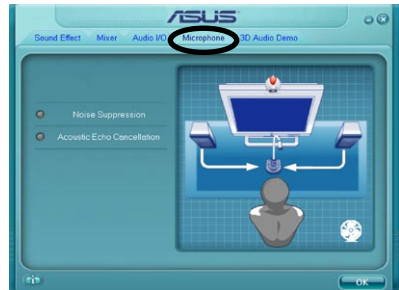 ASUS
Sound Effect Mixer Audio I/O Microphone 3D Audio Demo
Noise Suppression
Acoustic Echo Cancellation
OK